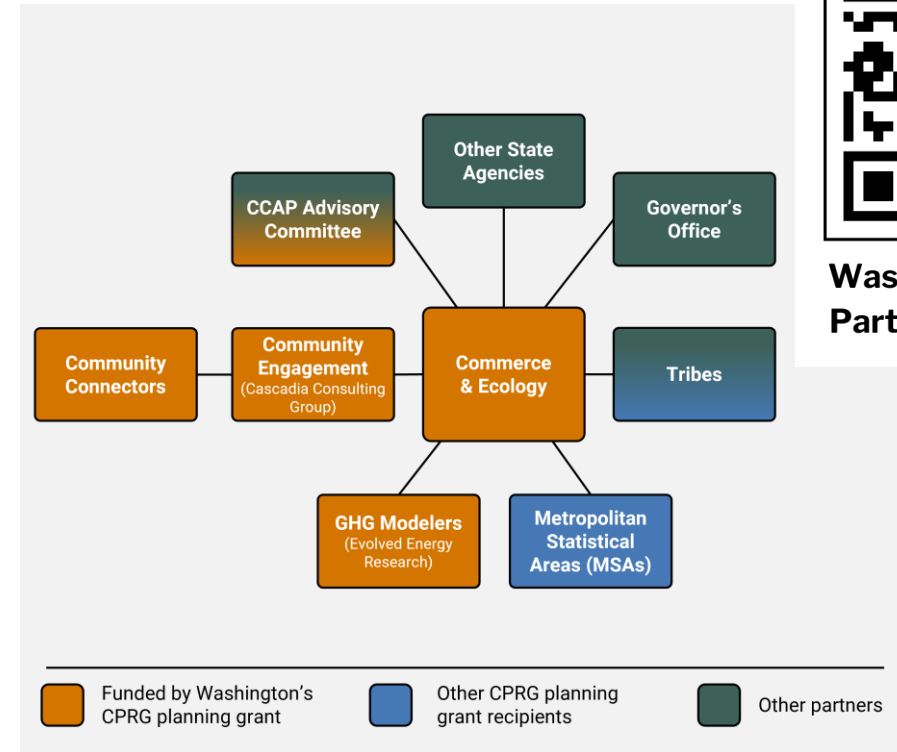 Other State
Agencies
CCAP Advisory
Committee
Governor's
Office
Community
Connectors
Community
Engagement
(Cascadia Consulting
Group)
Commerce
& Ecology
Tribes
GHG Modelers
(Evolved Energy
Research)
Metropolitan
Statistical
Areas (MSAs)
Funded by Washington's
CPRG planning grant
Other CPRG planning
grant recipients
Other partners